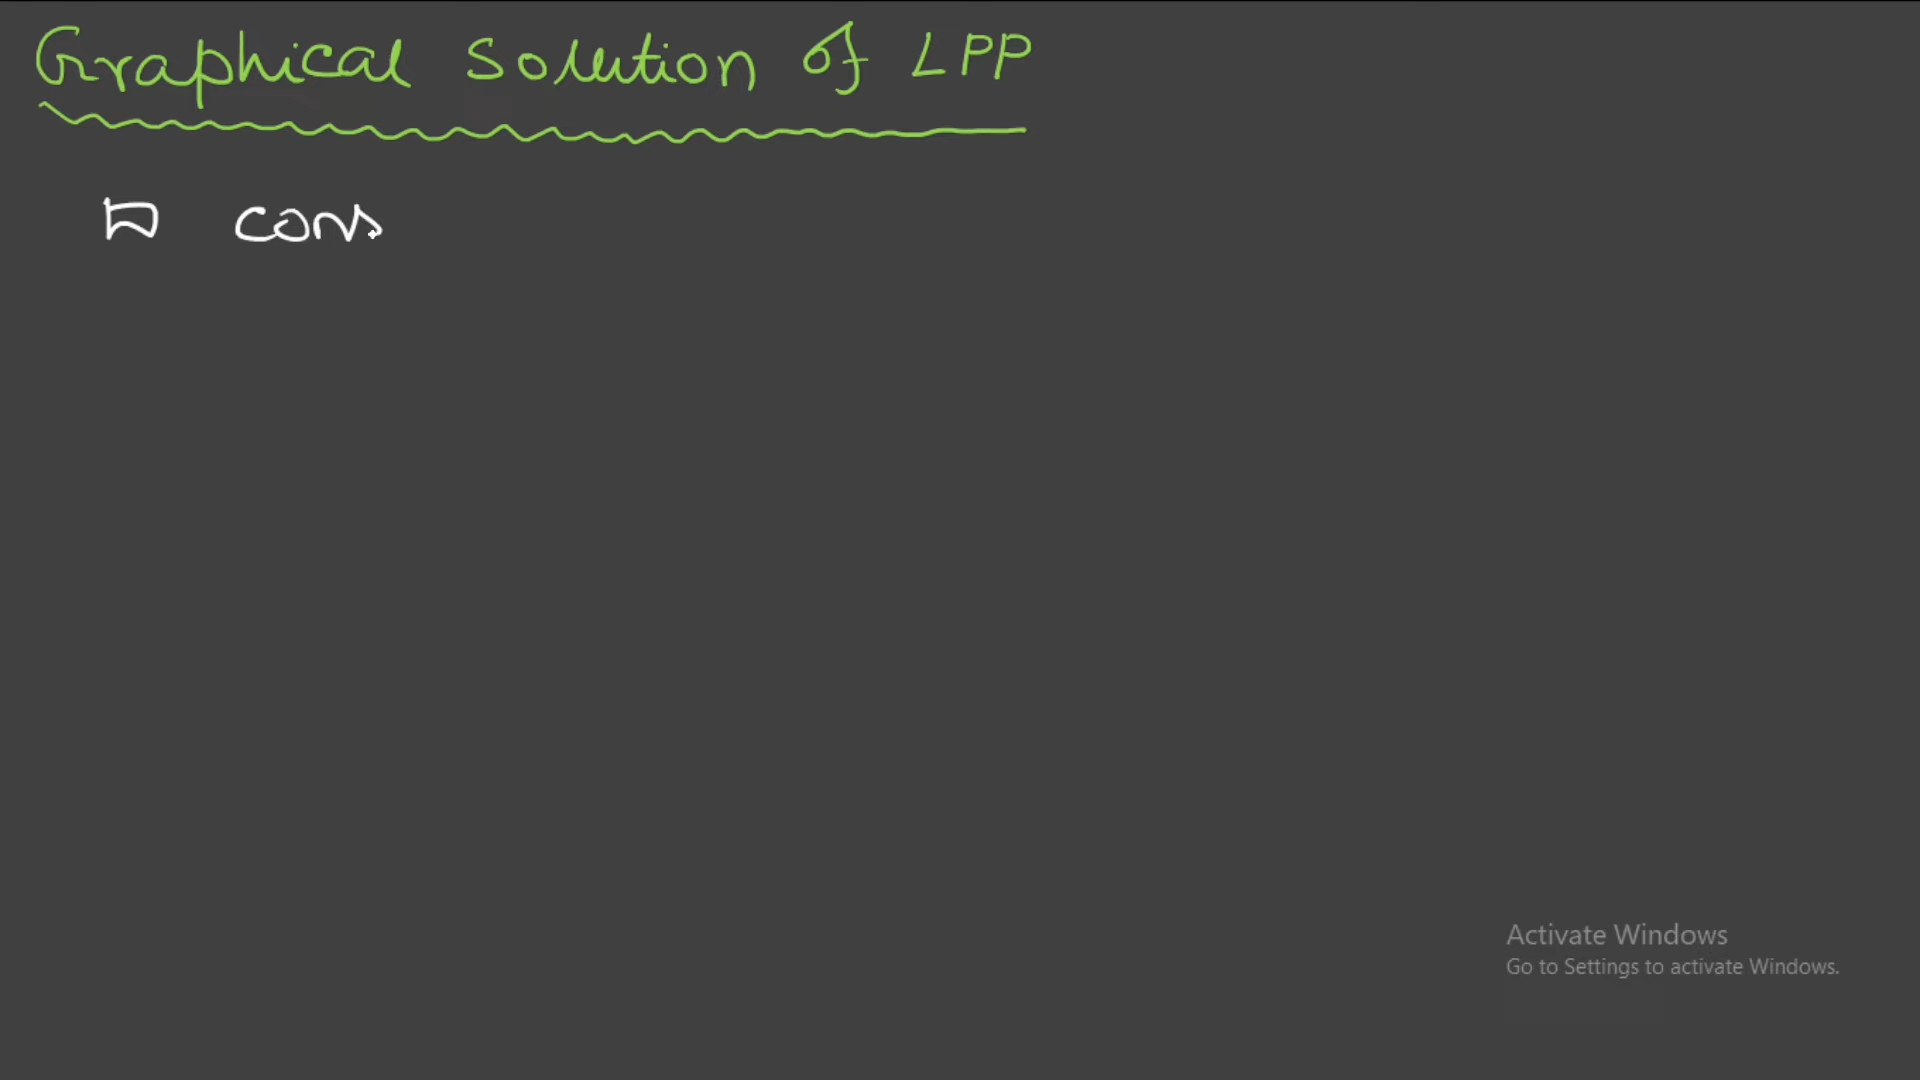 Graphical Solution of LPP
cons
Activate Windows
Go to Settings to activate Windows.